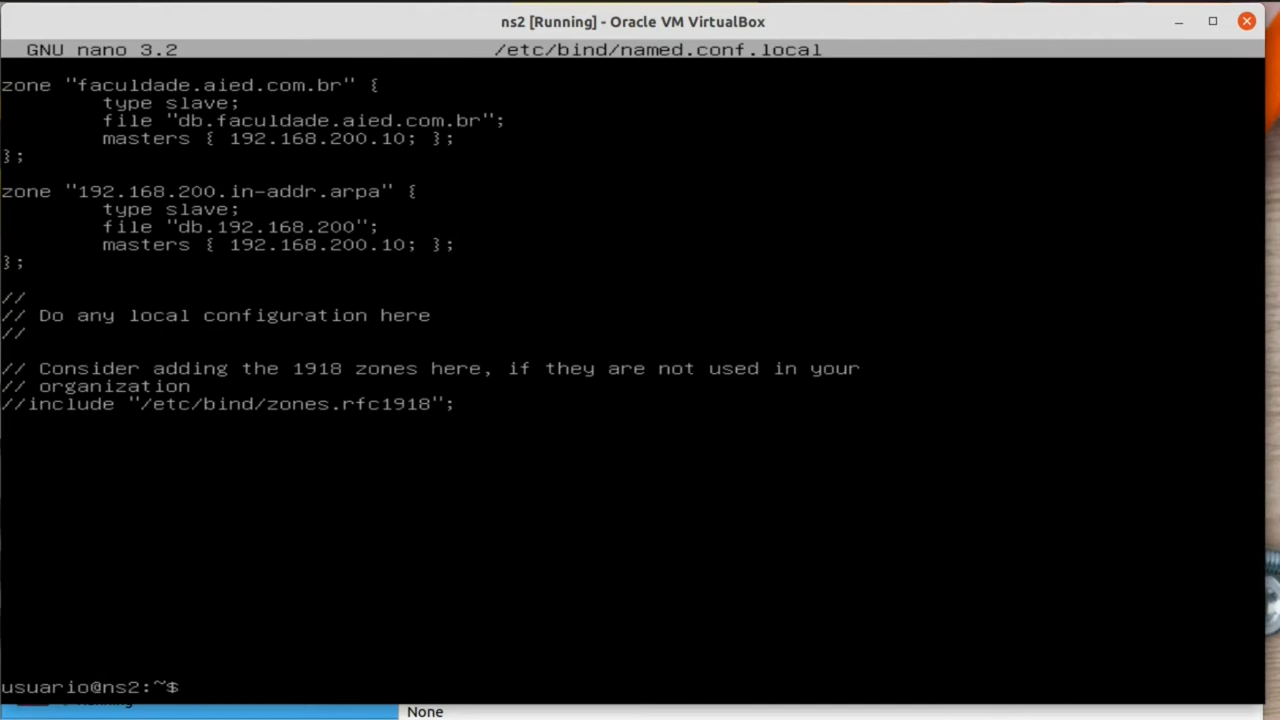 ns2 [Running] - Oracle VM VirtualBox
GNU nano 3.2 /etc/bind/named.conf.local
zone "faculdade.aied.com.br" {
type slave;
file "db.faculdade.aied.com.br";
masters { 192.168.200.10; };
};
zone "192.168.200.in-addr.arpa" {
type slave;
file "db.192.168.200";
masters { 192.168.200.10; };
};
//
// Do any local configuration here
//
// Consider adding the 1918 zones here, if they are not used in your
// organization
//include "/etc/bind/zones.rfc1918";
usuario@ns2:~$
None